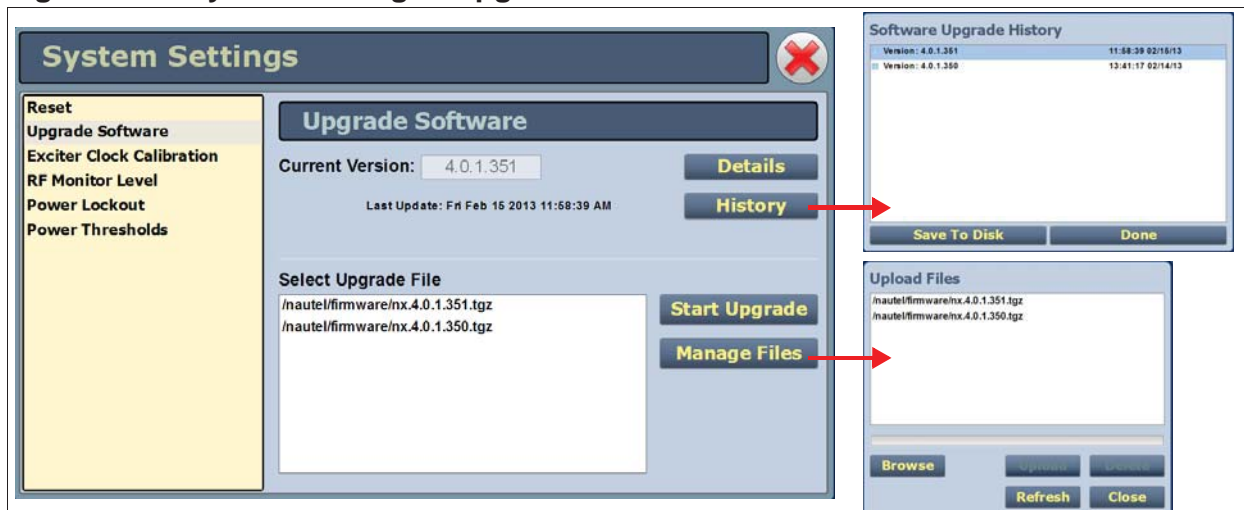 System Settings
Reset
Upgrade Software
Exciter Clock Calibration
RF Monitor Level
Power Lockout
Power Thresholds
Upgrade Software
Current Version: 4.0.1.351
Details
Last Update: Fri Feb 15 2013 11:58:39 AM
History
Select Upgrade File
/nautel/firmware/nx.4.0.1.351.tgz
/nautel/firmware/nx.4.0.1.350.tgz
Start Upgrade
Manage Files
Software Upgrade History
Version: 4.0.1.351 11:58:39 02/15/13
Version: 4.0.1.350 13:41:17 02/14/13
Save To Disk Done
Upload Files
/nautel/firmware/nx.4.0.1.351.tgz
/nautel/firmware/nx.4.0.1.350.tgz
Browse Upload Delete
Refresh Close